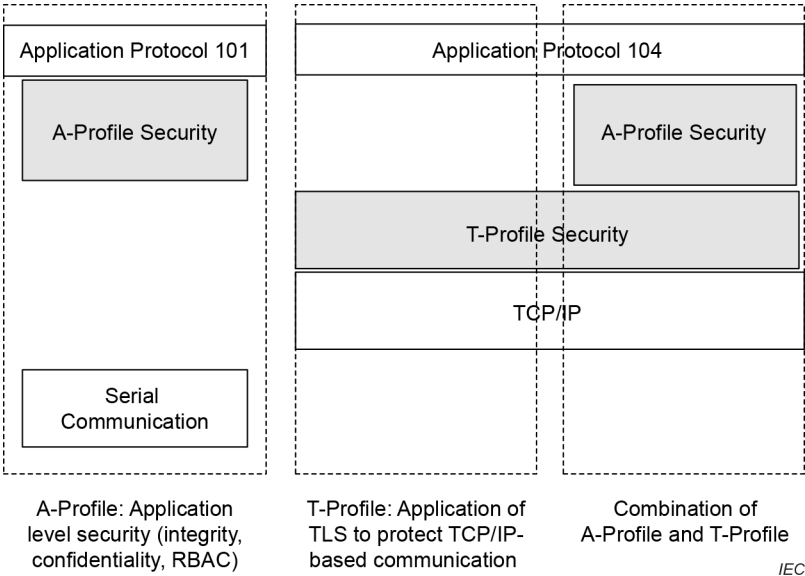 Application Protocol 101
Application Protocol 104
A-Profile Security
A-Profile Security
T-Profile Security
TCP/IP
Serial
Communication
A-Profile: Application
level security (integrity,
confidentiality, RBAC)
T-Profile: Application of
TLS to protect TCP/IP-
based communication
Combination of
A-Profile and T-Profile
IEC